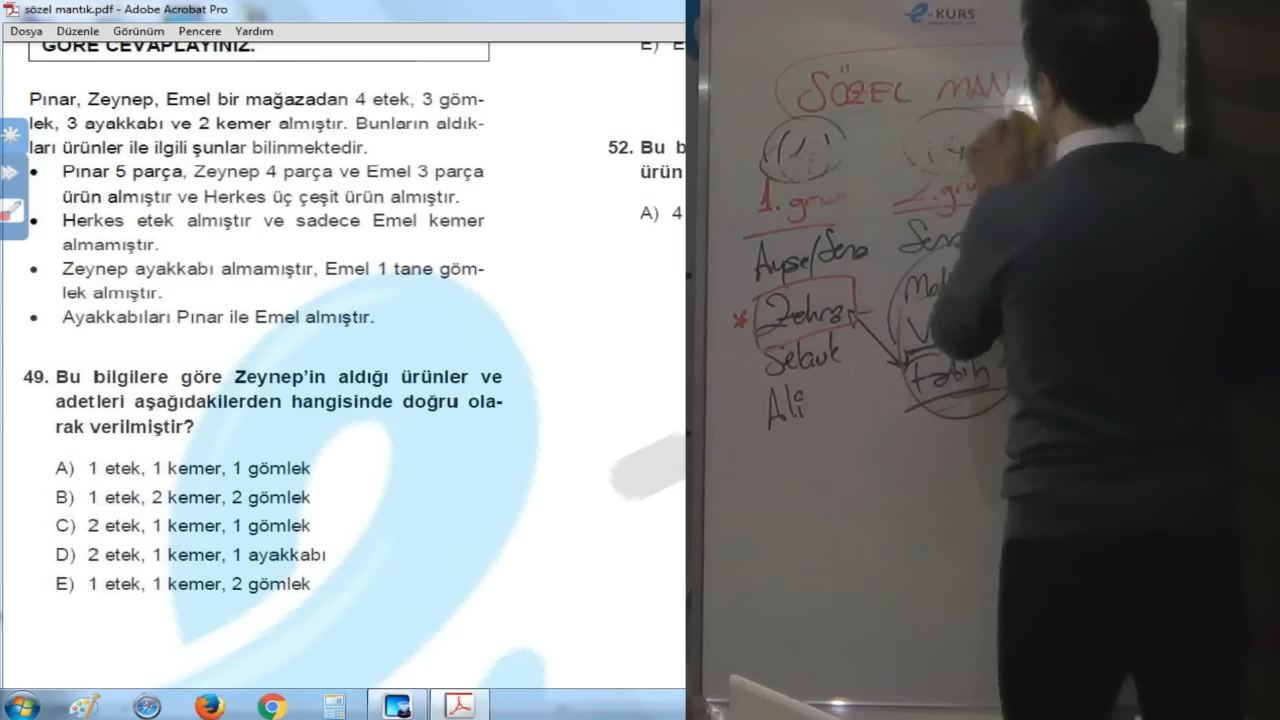 sözel mantık.pdf - Adobe Acrobat Pro
Dosya Düzenle Görünüm Pencere Yardım
GÖRE CEVAPLAYINIZ.
Pınar, Zeynep, Emel bir mağazadan 4 etek, 3 göm-
lek, 3 ayakkabı ve 2 kemer almıştır. Bunların aldık-
ları ürünler ile ilgili şunlar bilinmektedir.
• Pınar 5 parça, Zeynep 4 parça ve Emel 3 parça
ürün almıştır ve Herkes üç çeşit ürün almıştır.
• Herkes etek almıştır ve sadece Emel kemer
almamıştır.
• Zeynep ayakkabı almamıştır, Emel 1 tane göm-
lek almıştır.
• Ayakkabıları Pınar ile Emel almıştır.
49. Bu bilgilere göre Zeynep'in aldığı ürünler ve
adetleri aşağıdakilerden hangisinde doğru ola-
rak verilmiştir?
A) 1 etek, 1 kemer, 1 gömlek
B) 1 etek, 2 kemer, 2 gömlek
C) 2 etek, 1 kemer, 1 gömlek
D) 2 etek, 1 kemer, 1 ayakkabı
E) 1 etek, 1 kemer, 2 gömlek
E) E
52. Bu b
ürün
A) 4
e-KURS
SÖZEL MAN
1. grup 2. gru
Ayşe/Sena
* Zehra
Selçuk Fatih
Ali